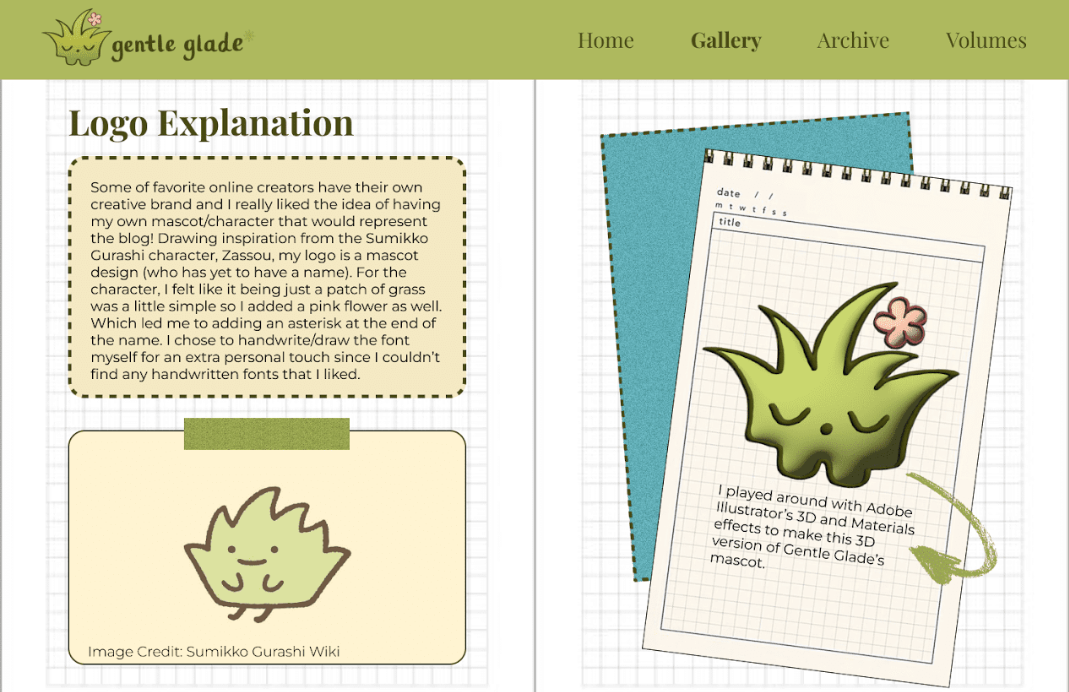 gentle glade*
Home Gallery Archive Volumes
Logo Explanation
Some of favorite online creators have their own
creative brand and I really liked the idea of having
my own mascot/character that would represent
the blog! Drawing inspiration from the Sumikko
Gurashi character, Zassou, my logo is a mascot
design (who has yet to have a name). For the
character, I felt like it being just a patch of grass
was a little simple so I added a pink flower as well.
Which led me to adding an asterisk at the end of
the name. I chose to handwrite/draw the font
myself for an extra personal touch since I couldn't
find any handwritten fonts that I liked.
Image Credit: Sumikko Gurashi Wiki
date / /
m t w t f s s
title
I played around with Adobe
Illustrator's 3D and Materials
effects to make this 3D
version of Gentle Glade's
mascot.